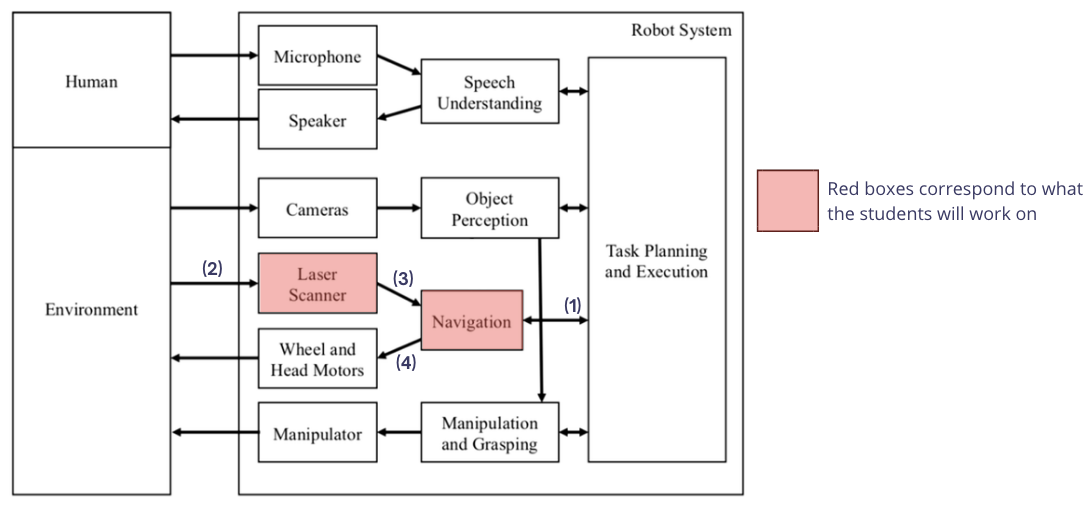 Robot System
Human
Microphone
Speaker
Speech
Understanding
Environment
Cameras
Object
Perception
(2)
Laser
Scanner
(3)
Navigation
(1)
(4)
Wheel and
Head Motors
Manipulator
Manipulation
and Grasping
Task Planning
and Execution
Red boxes correspond to what
the students will work on